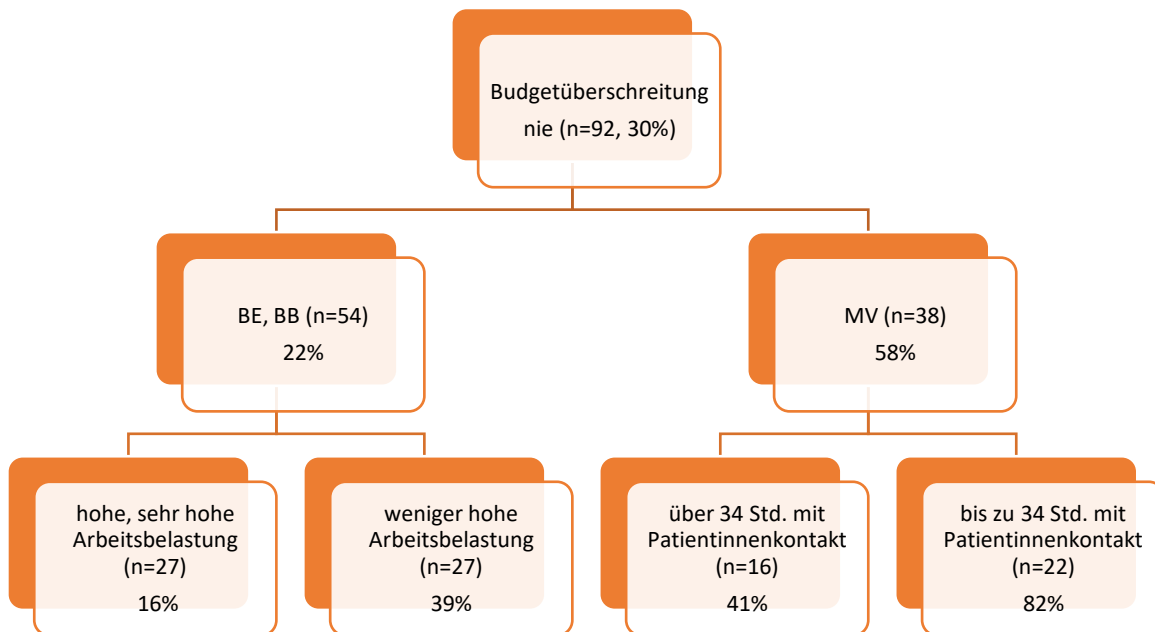 Budgetüberschreitung
nie (n=92, 30%)
BE, BB (n=54)
22%
MV (n=38)
58%
hohe, sehr hohe
Arbeitsbelastung
(n=27)
16%
weniger hohe
Arbeitsbelastung
(n=27)
39%
über 34 Std. mit
Patientinnenkontakt
(n=16)
41%
bis zu 34 Std. mit
Patientinnenkontakt
(n=22)
82%